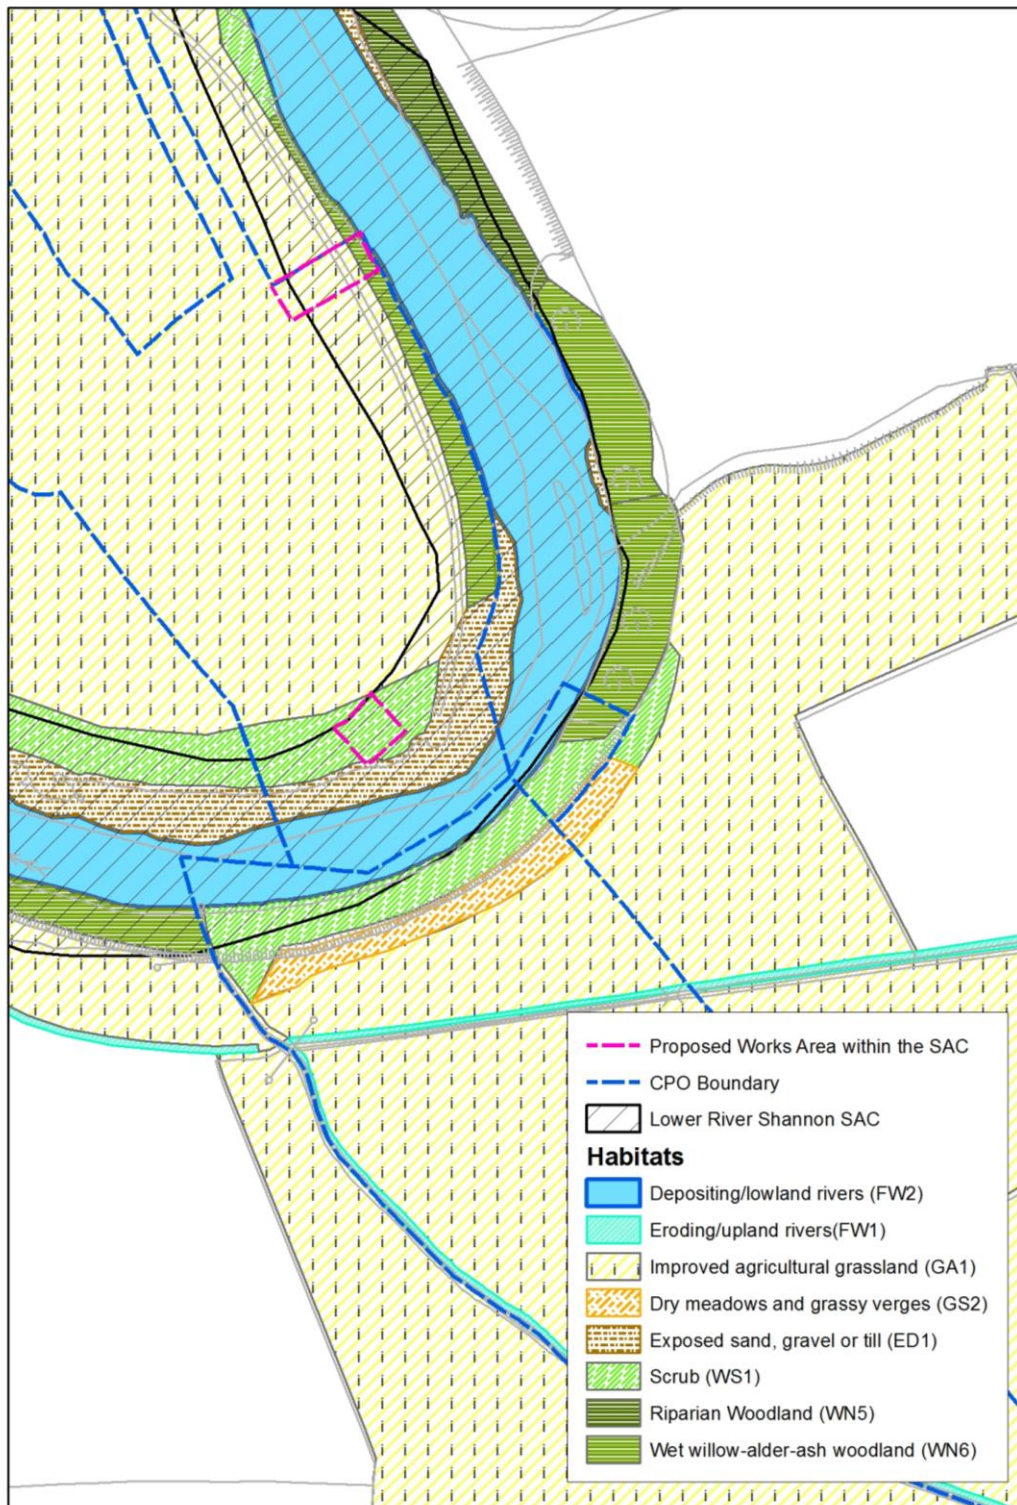 Proposed Works Area within the SAC
CPO Boundary
Lower River Shannon SAC
Habitats
Depositing/lowland rivers (FW2)
Eroding/upland rivers(FW1)
Improved agricultural grassland (GA1)
Dry meadows and grassy verges (GS2)
Exposed sand, gravel or till (ED1)
Scrub (WS1)
Riparian Woodland (WN5)
Wet willow-alder-ash woodland (WN6)